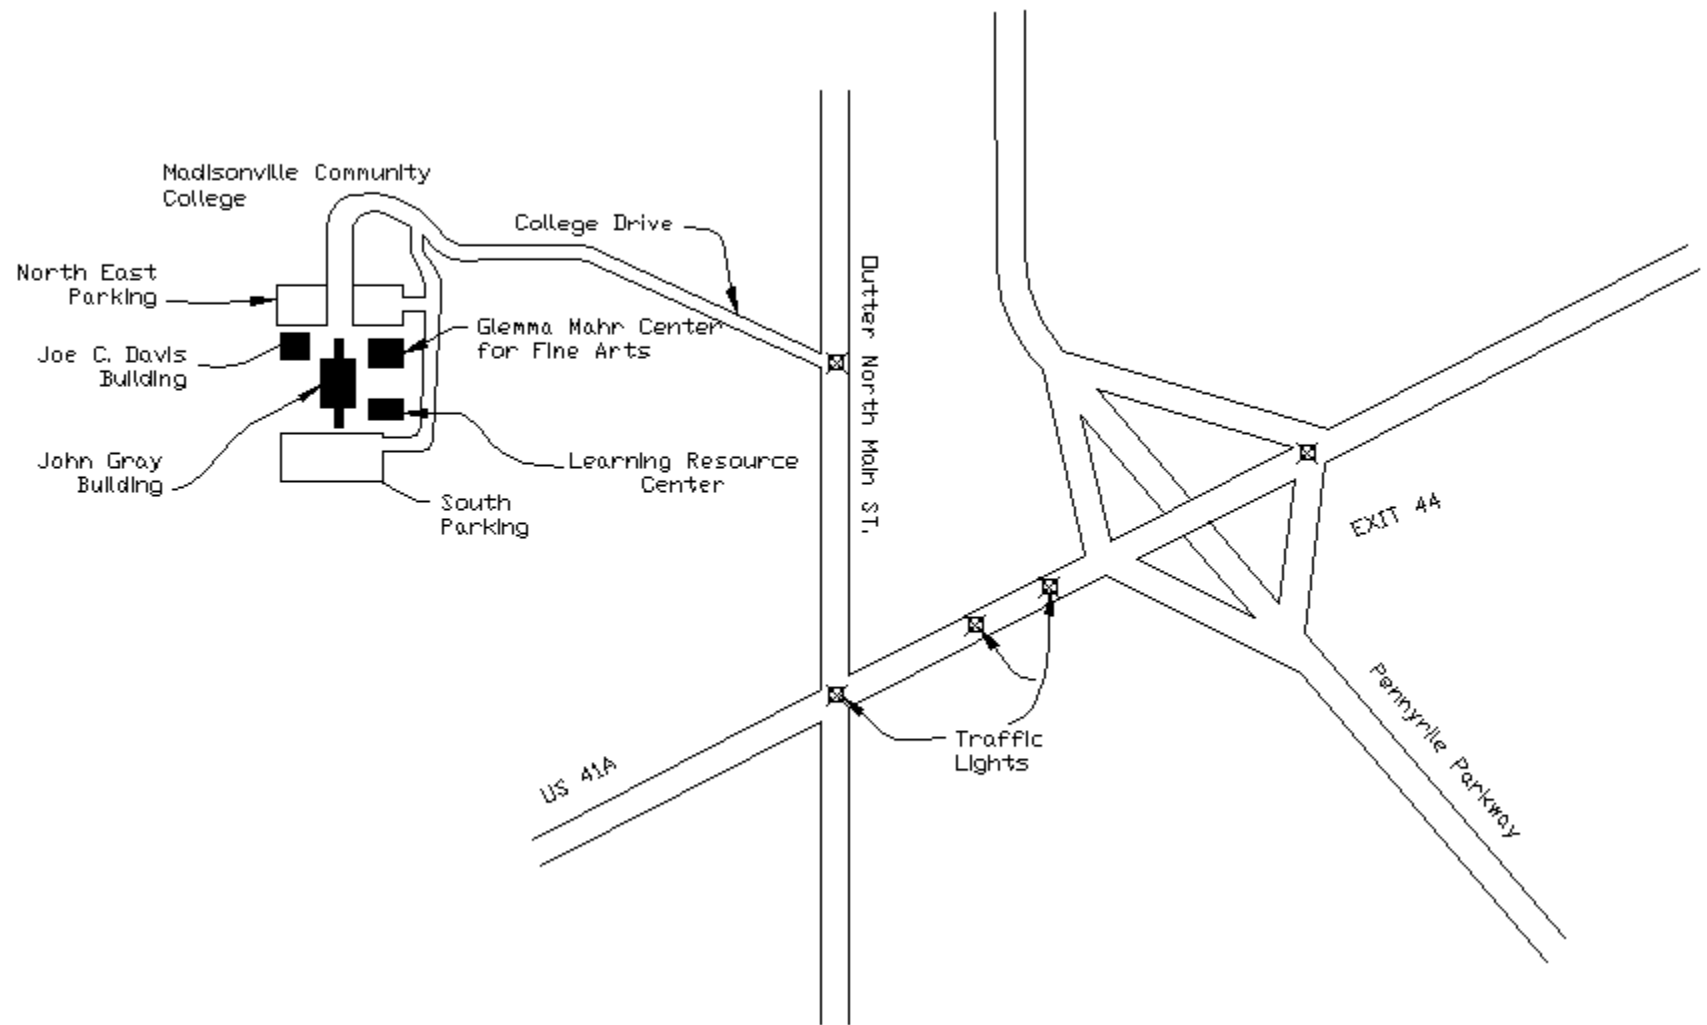 Madisonville Community
College
College Drive
North East
Parking
Glemma Mahr Center
for Fine Arts
Joe C. Davis
Building
Outter North Main ST.
John Gray
Building
Learning Resource
Center
South
Parking
EXIT 44
Pennyrile Parkway
Traffic
Lights
US 41A